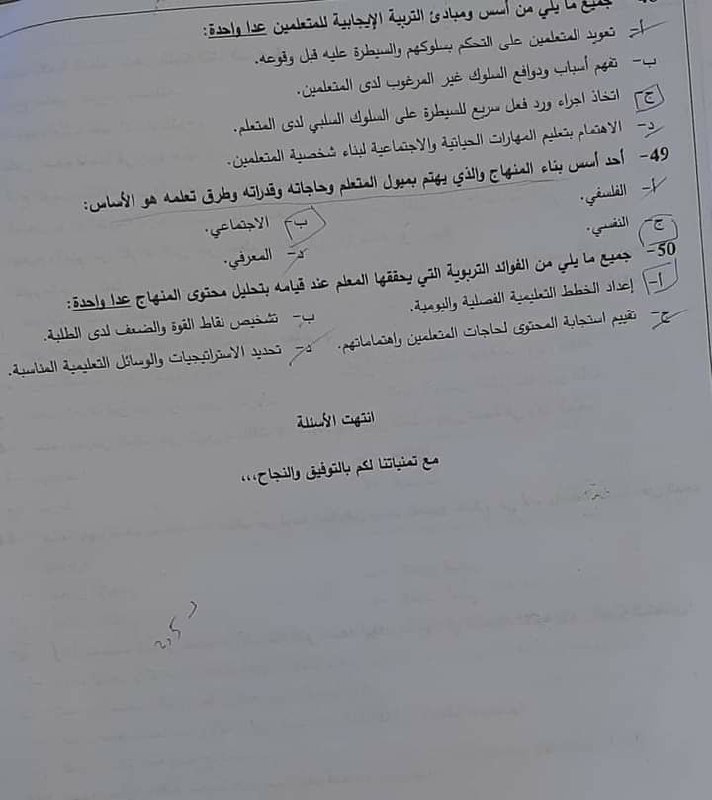 جميع ما يلي من أسس ومبادئ التربية الإيجابية للمتعلمين عدا واحدة:
أ- تعويد المتعلمين على التحكم بسلوكهم والسيطرة عليه قبل وقوعه.
ب- تفهم أسباب ودوافع السلوك غير المرغوب لدى المتعلمين.
ج- اتخاذ اجراء ورد فعل سريع للسيطرة على السلوك السلبي لدى المتعلم.
د- الاهتمام بتعليم المهارات الحياتية والاجتماعية لبناء شخصية المتعلمين.
49- أحد أسس بناء المنهاج والذي يهتم بميول المتعلم وحاجاته وقدراته وطرق تعلمه هو الأساس:
أ- الفلسفي. ب- الاجتماعي.
ج- النفسي. د- المعرفي.
50- جميع ما يلي من الفوائد التربوية التي يحققها المعلم عند قيامه بتحليل محتوى المنهاج عدا واحدة:
أ- إعداد الخطط التعليمية الفصلية واليومية. ب- تشخيص نقاط القوة والضعف لدى الطلبة.
ج- تقييم استجابة المحتوى لحاجات المتعلمين واهتماماتهم. د- تحديد الاستراتيجيات والوسائل التعليمية المناسبة.
انتهت الأسئلة
مع تمنياتنا لكم بالتوفيق والنجاح،،،